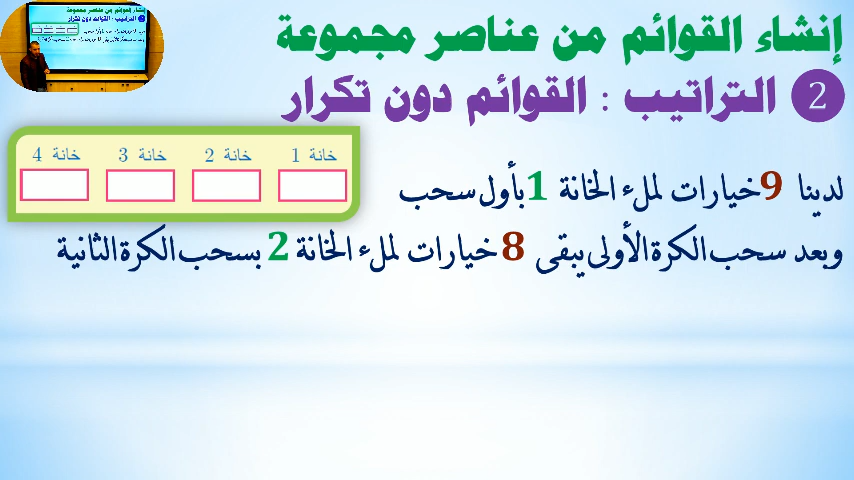 إنشاء القوائم من عناصر مجموعة
2 التراتيب : القوائم دون تكرار
خانة 1 خانة 2 خانة 3 خانة 4
لدينا 9 خيارات لملء الخانة 1 بأول سحب
وبعد سحب الكرة الأولى يبقى 8 خيارات لملء الخانة 2 بسحب الكرة الثانية